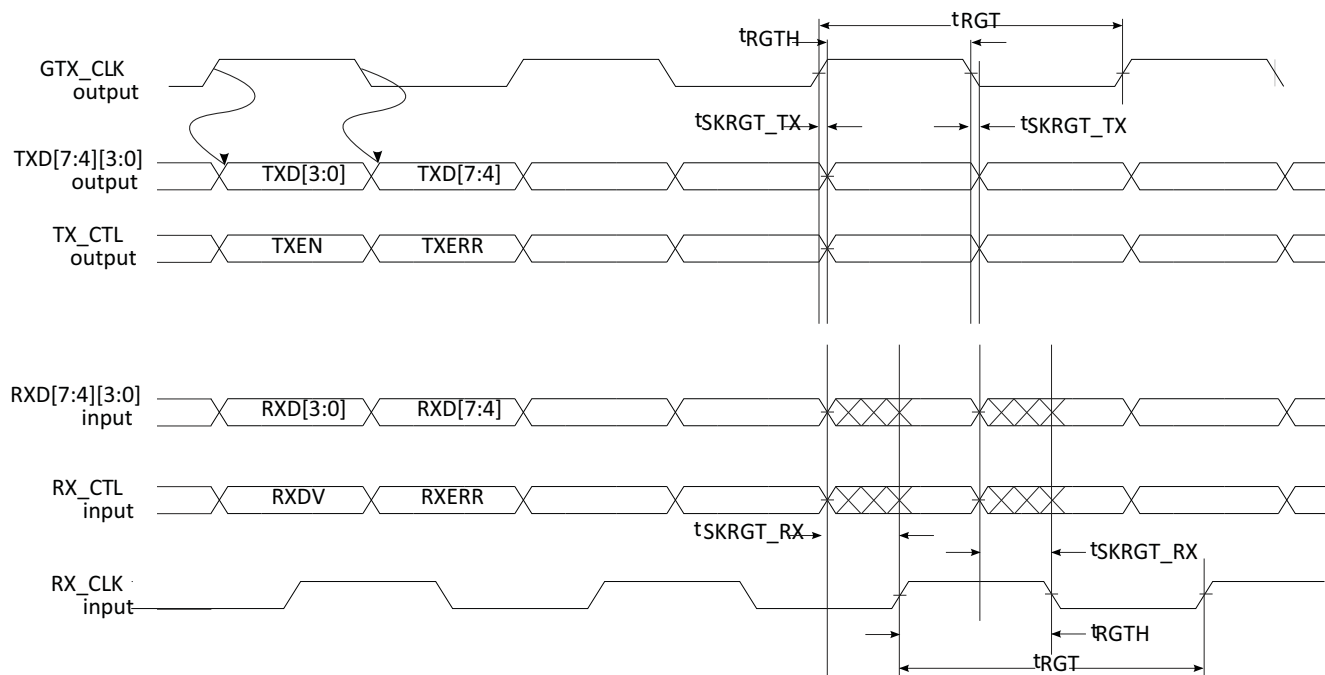 tRGT
tRGTH
GTX_CLK
output
tSKRGT_TX
tSKRGT_TX
TXD[7:4][3:0]
output
TXD[3:0]
TXD[7:4]
TX_CTL
output
TXEN
TXERR
RXD[7:4][3:0]
input
RXD[3:0]
RXD[7:4]
RX_CTL
input
RXDV
RXERR
tSKRGT_RX
tSKRGT_RX
RX_CLK
input
tRGTH
tRGT